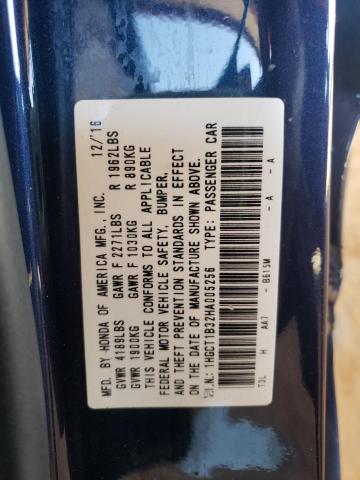 MFD. BY HONDA OF AMERICA MFG., INC. 12/'16
GVWR 4189LBS GAWR F 2271LBS R 1962LBS
GVWR 1900KG GAWR F 1030KG R 890KG
THIS VEHICLE CONFORMS TO ALL APPLICABLE
FEDERAL MOTOR VEHICLE SAFETY, BUMPER,
AND THEFT PREVENTION STANDARDS IN EFFECT
ON THE DATE OF MANUFACTURE SHOWN ABOVE.
V.I.N.: 1HGCT1B32HA005256 TYPE: PASSENGER CAR
T3L H AA7 - B615M - A - A